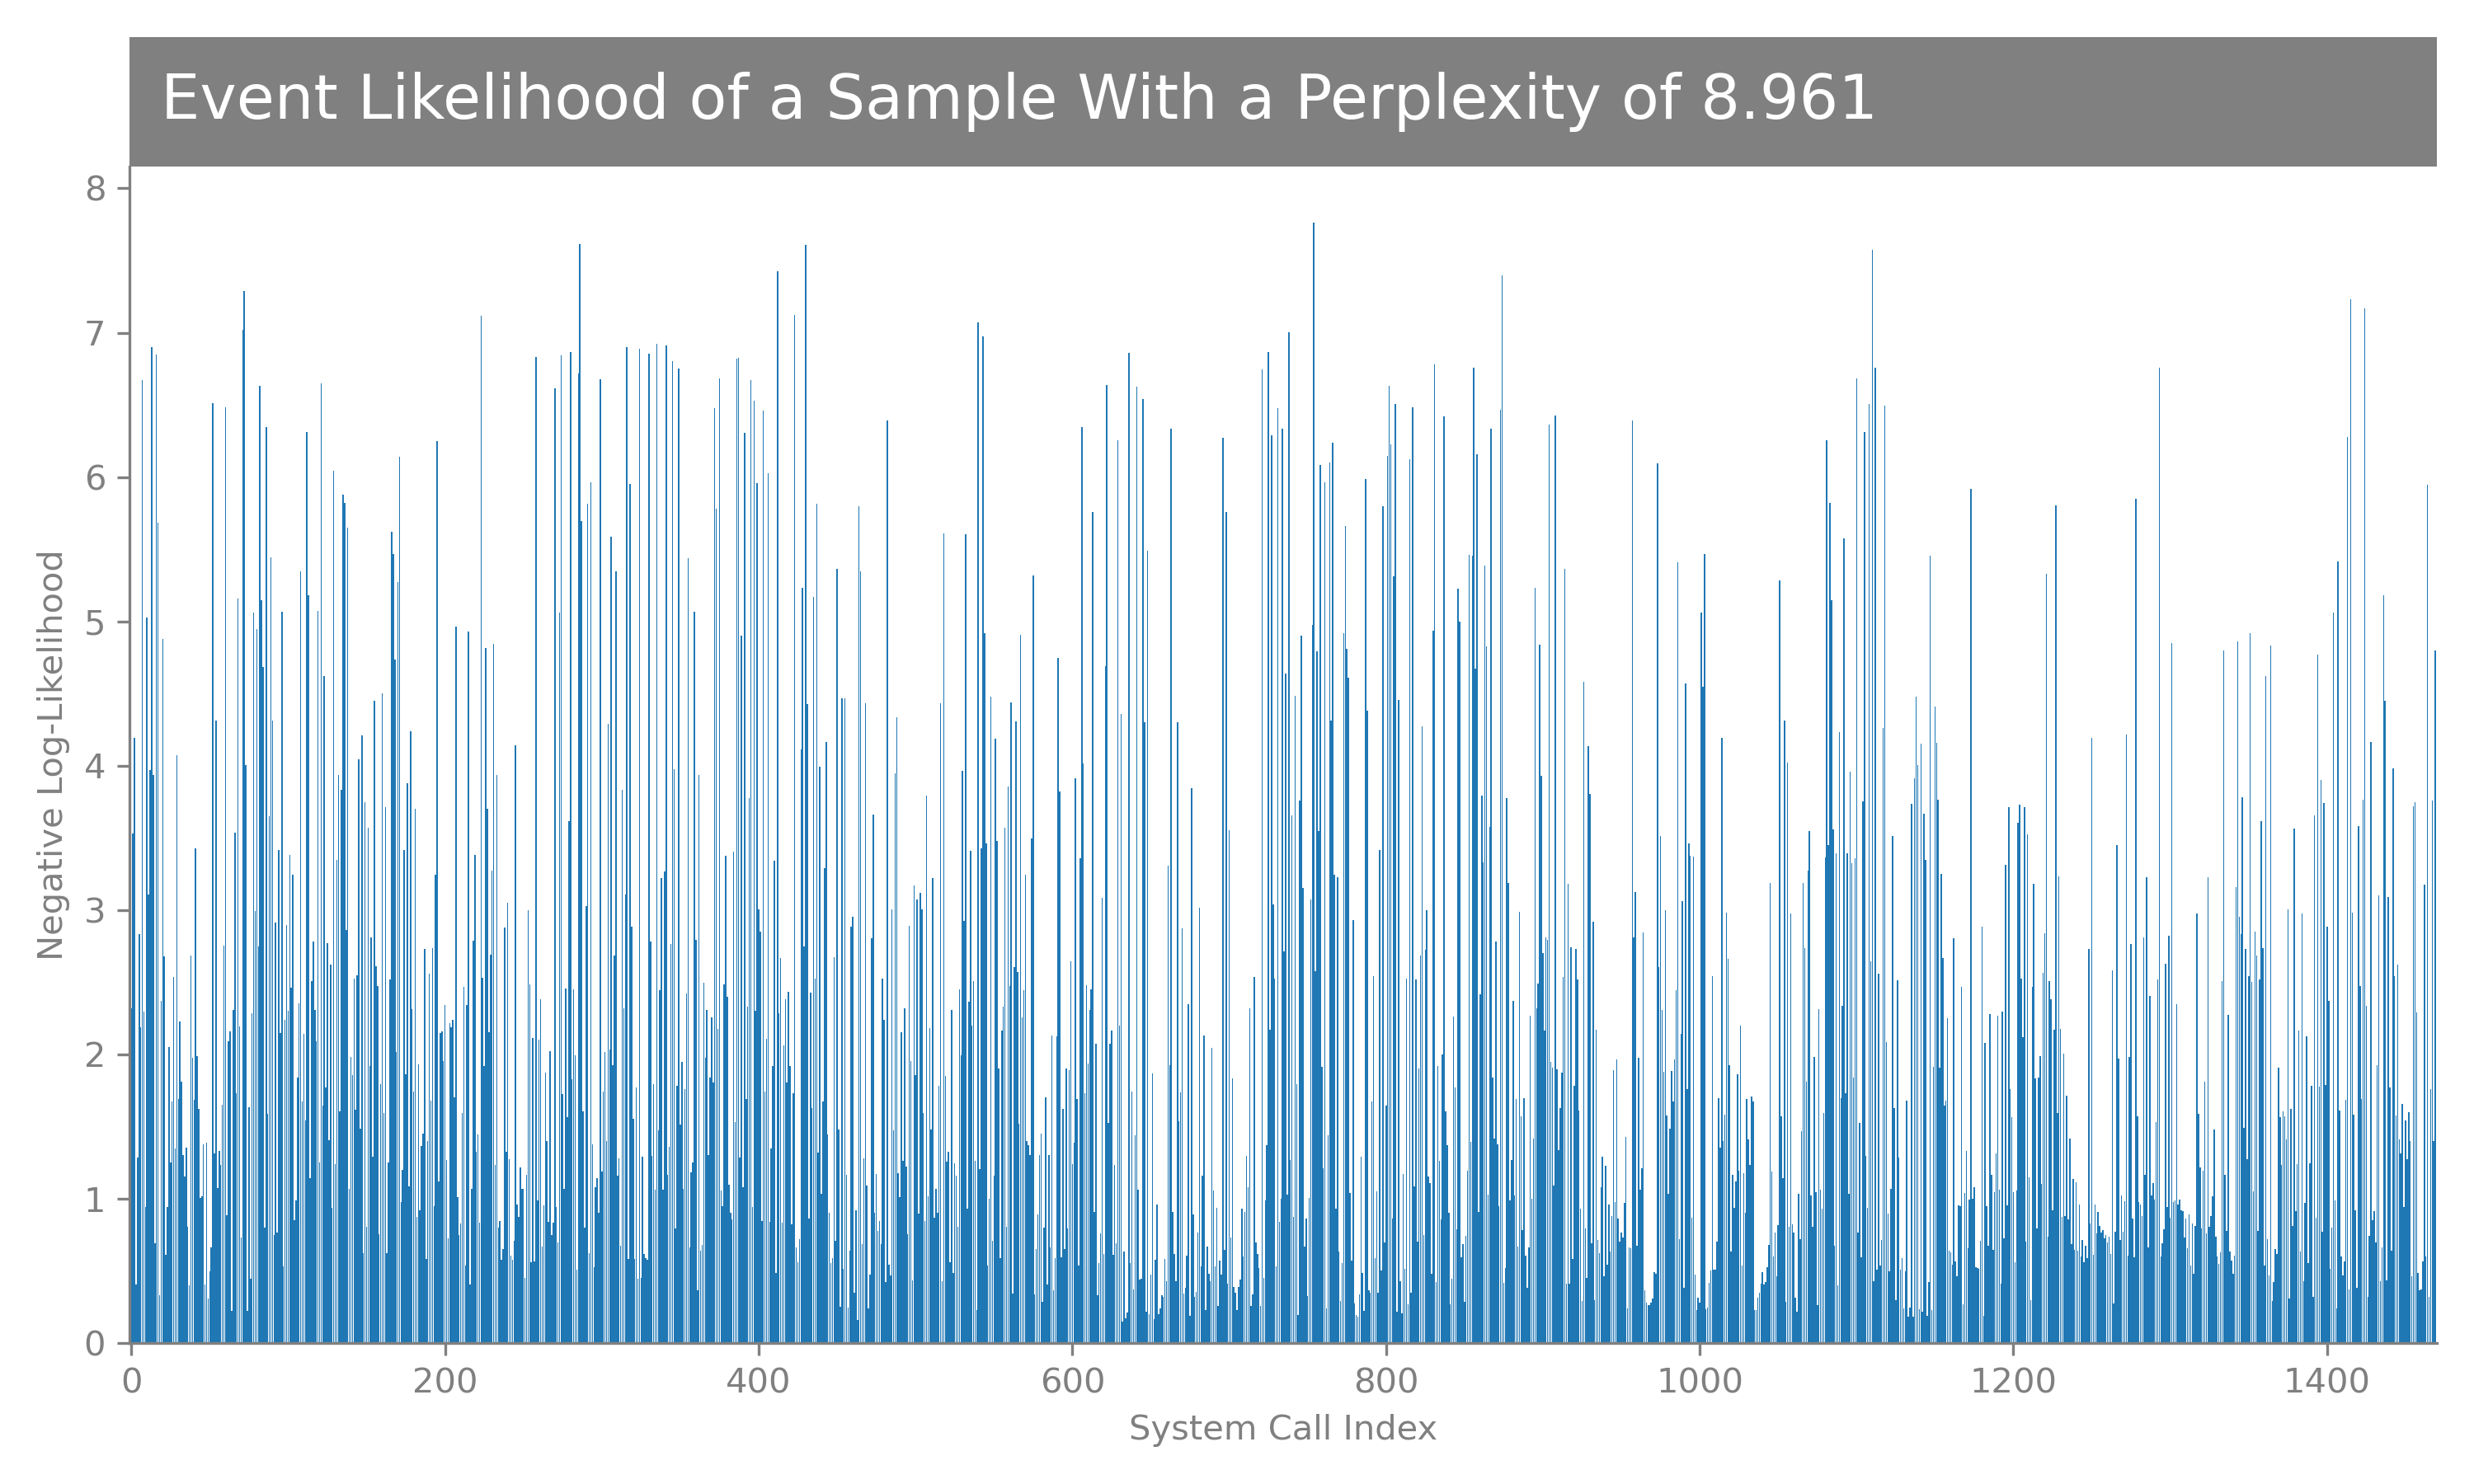 Event Likelihood of a Sample With a Perplexity of 8.961
8
7
6
5
4
3
2
1
0
Negative Log-Likelihood
0 200 400 600 800 1000 1200 1400
System Call Index